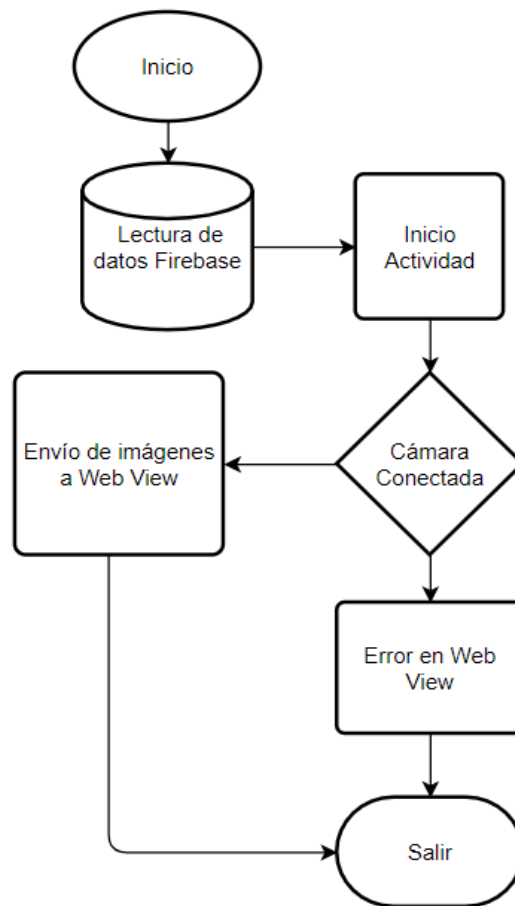 Inicio
Lectura de
datos Firebase
Inicio
Actividad
Cámara
Conectada
Envío de imágenes
a Web View
Error en Web
View
Salir